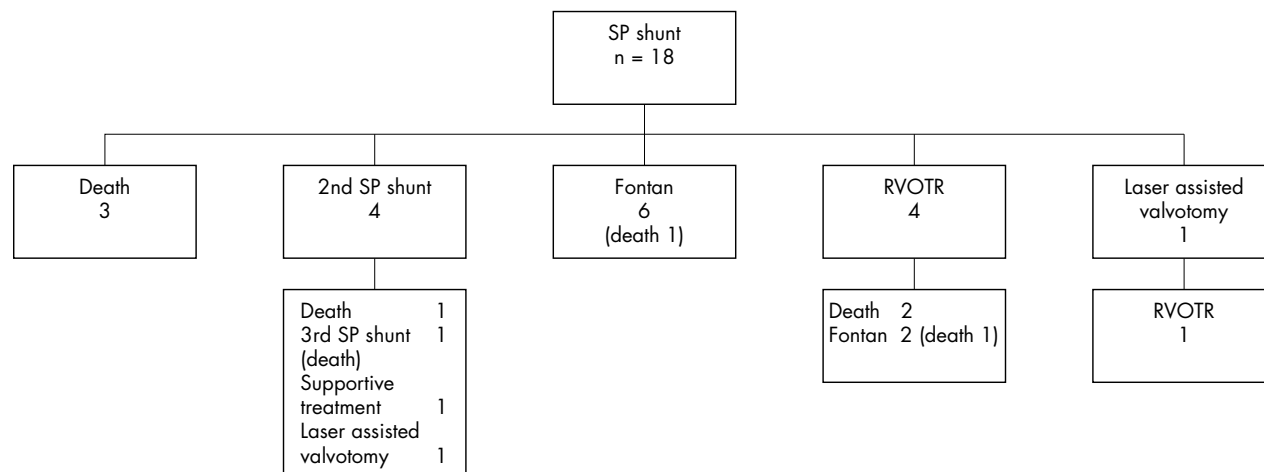 SP shunt
n = 18
Death
3
2nd SP shunt
4
Fontan
6
(death 1)
RVOTR
4
Laser assisted
valvotomy
1
Death 1
3rd SP shunt 1
(death)
Supportive
treatment 1
Laser assisted
valvotomy 1
Death 2
Fontan 2 (death 1)
RVOTR
1